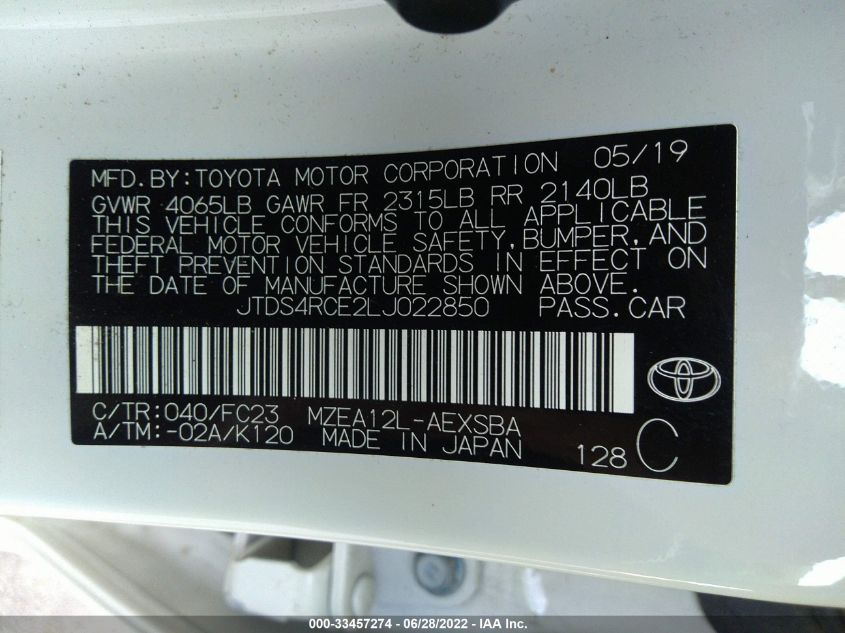 MFD.BY:TOYOTA MOTOR CORPORATION 05/19
GVWR 4065LB GAWR FR 2315LB RR 2140LB
THIS VEHICLE CONFORMS TO ALL APPLICABLE
FEDERAL MOTOR VEHICLE SAFETY,BUMPER,AND
THEFT PREVENTION STANDARDS IN EFFECT ON
THE DATE OF MANUFACTURE SHOWN ABOVE.
JTDS4RCE2LJ022850 PASS.CAR
C/TR:040/FC23 MZEA12L-AEXSBA
A/TM:-02A/K120 MADE IN JAPAN 128 C
000-33457274 / 06/28/2022 - IAA Inc.